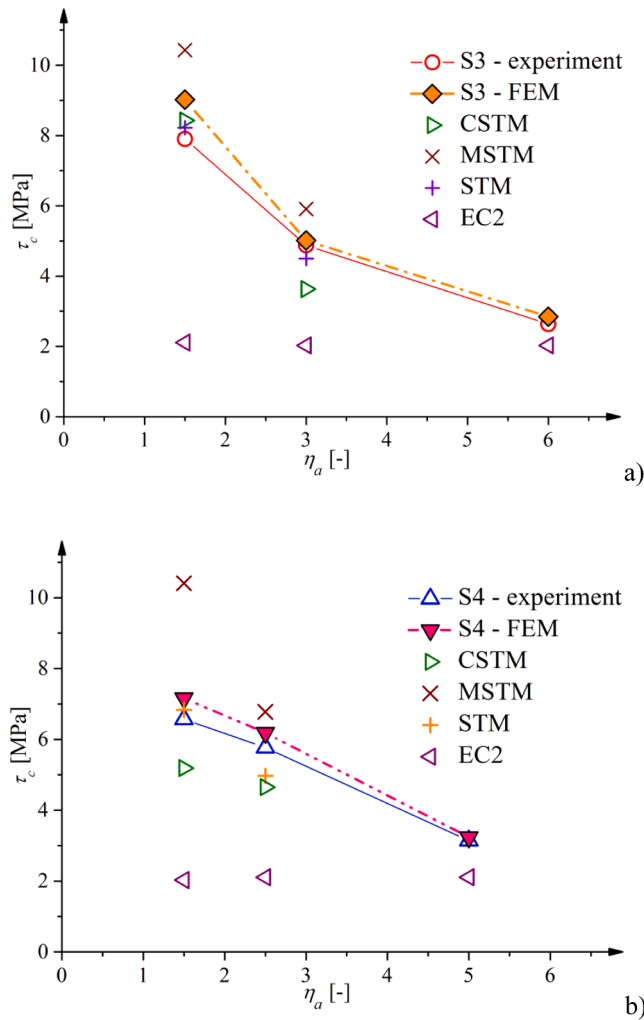 10
8
6
4
2
0
τc [MPa]
S3 - experiment
S3 - FEM
CSTM
MSTM
STM
EC2
0 1 2 3 4 5 6
ηa [-]
a)
10
8
6
4
2
0
τc [MPa]
S4 - experiment
S4 - FEM
CSTM
MSTM
STM
EC2
0 1 2 3 4 5 6
ηa [-]
b)